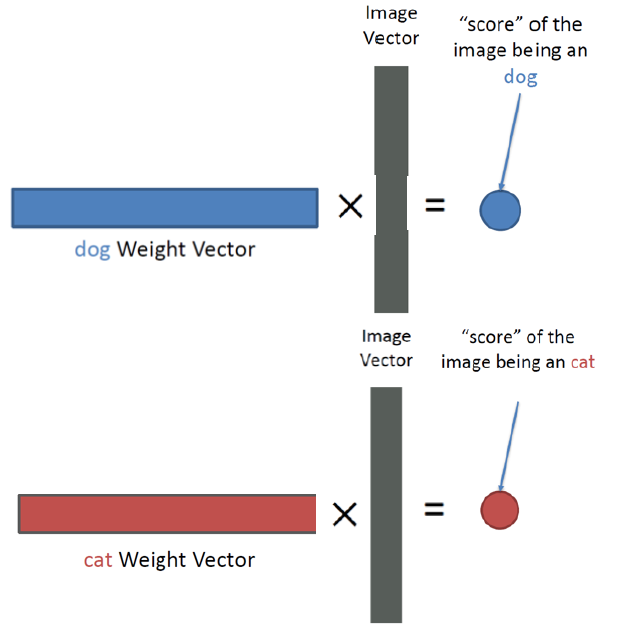 Image
Vector
“score” of the
image being an
dog
×
=
dog Weight Vector
Image
Vector
“score” of the
image being an cat
×
=
cat Weight Vector